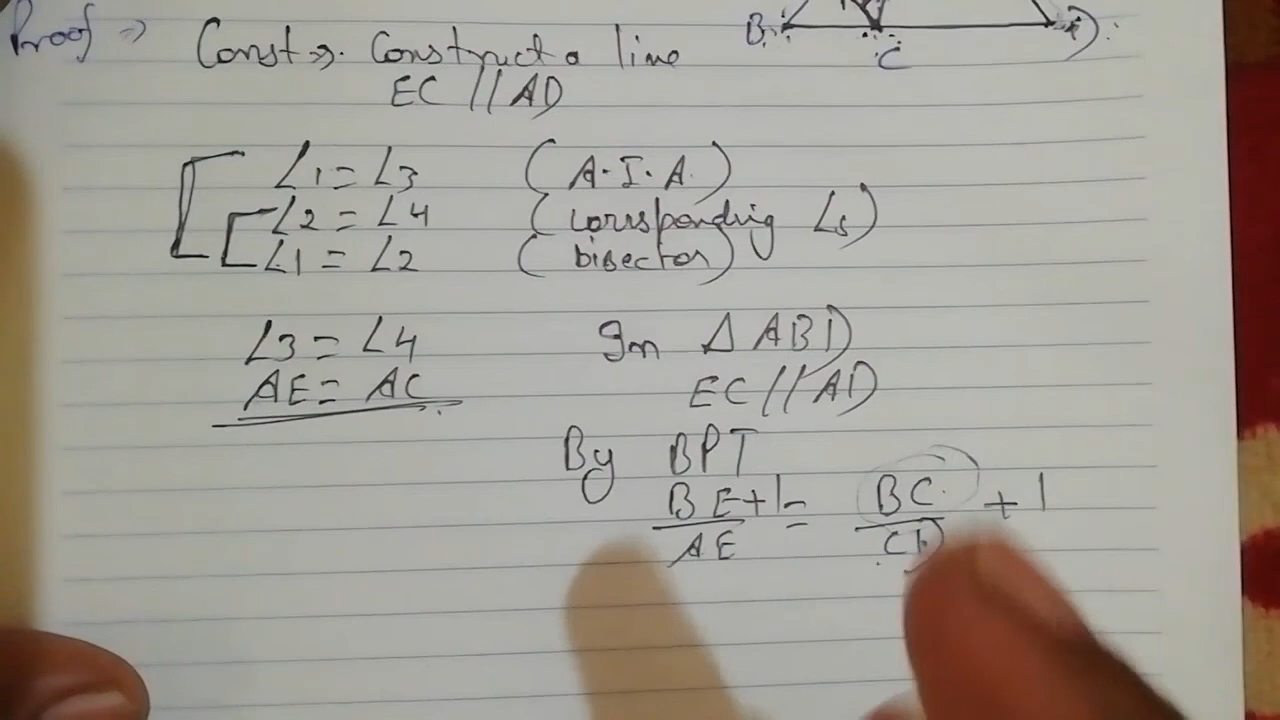 Proof ⇒ Const ⇒. Construct a line
EC // AD
B
C
D
∠1 = ∠3 (A.I.A.)
∠2 = ∠4 (corrsponding ∠s)
∠1 = ∠2 (bisector)
∠3 = ∠4 In △ ABD
AE = AC EC // AD
By BPT
BE/AE + 1 = BC/CD + 1